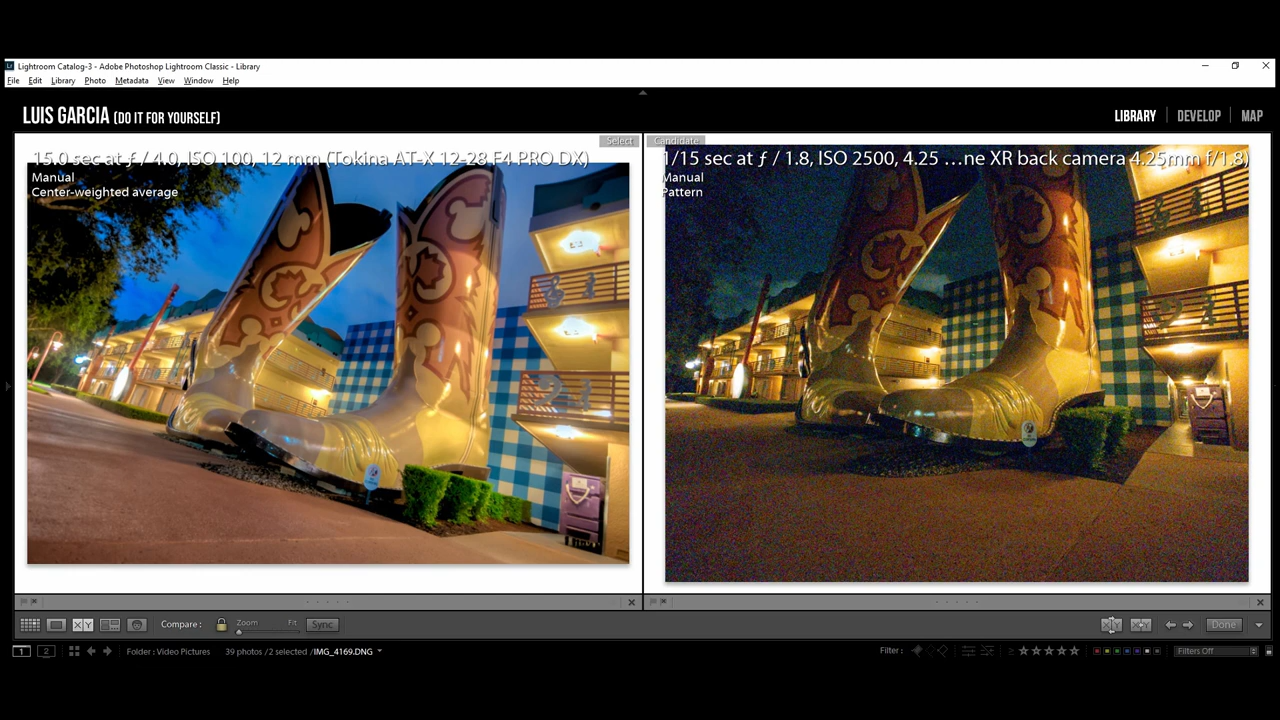 Lr Lightroom Catalog-3 - Adobe Photoshop Lightroom Classic - Library
File Edit Library Photo Metadata View Window Help
LUIS GARCIA (DO IT FOR YOURSELF)
LIBRARY DEVELOP MAP
Select
Candidate
15.0 sec at ƒ / 4.0, ISO 100, 12 mm (Tokina AT-X 12-28 F4 PRO DX)
Manual
Center-weighted average
1/15 sec at ƒ / 1.8, ISO 2500, 4.25 ...ne XR back camera 4.25mm f/1.8)
Manual
Pattern
21
21
X Y
Compare :
Zoom Fit
Sync
Done
1 2
Folder : Video Pictures
39 photos /2 selected /IMG_4169.DNG
Filter :
Filters Off